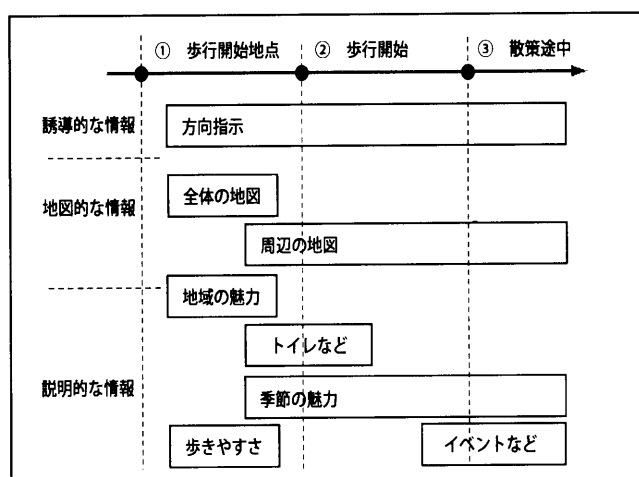 ① 歩行開始地点 ② 歩行開始 ③ 散策途中
誘導的な情報
方向指示
地図的な情報
全体の地図
周辺の地図
地域の魅力
トイレなど
説明的な情報
季節の魅力
歩きやすさ
イベントなど